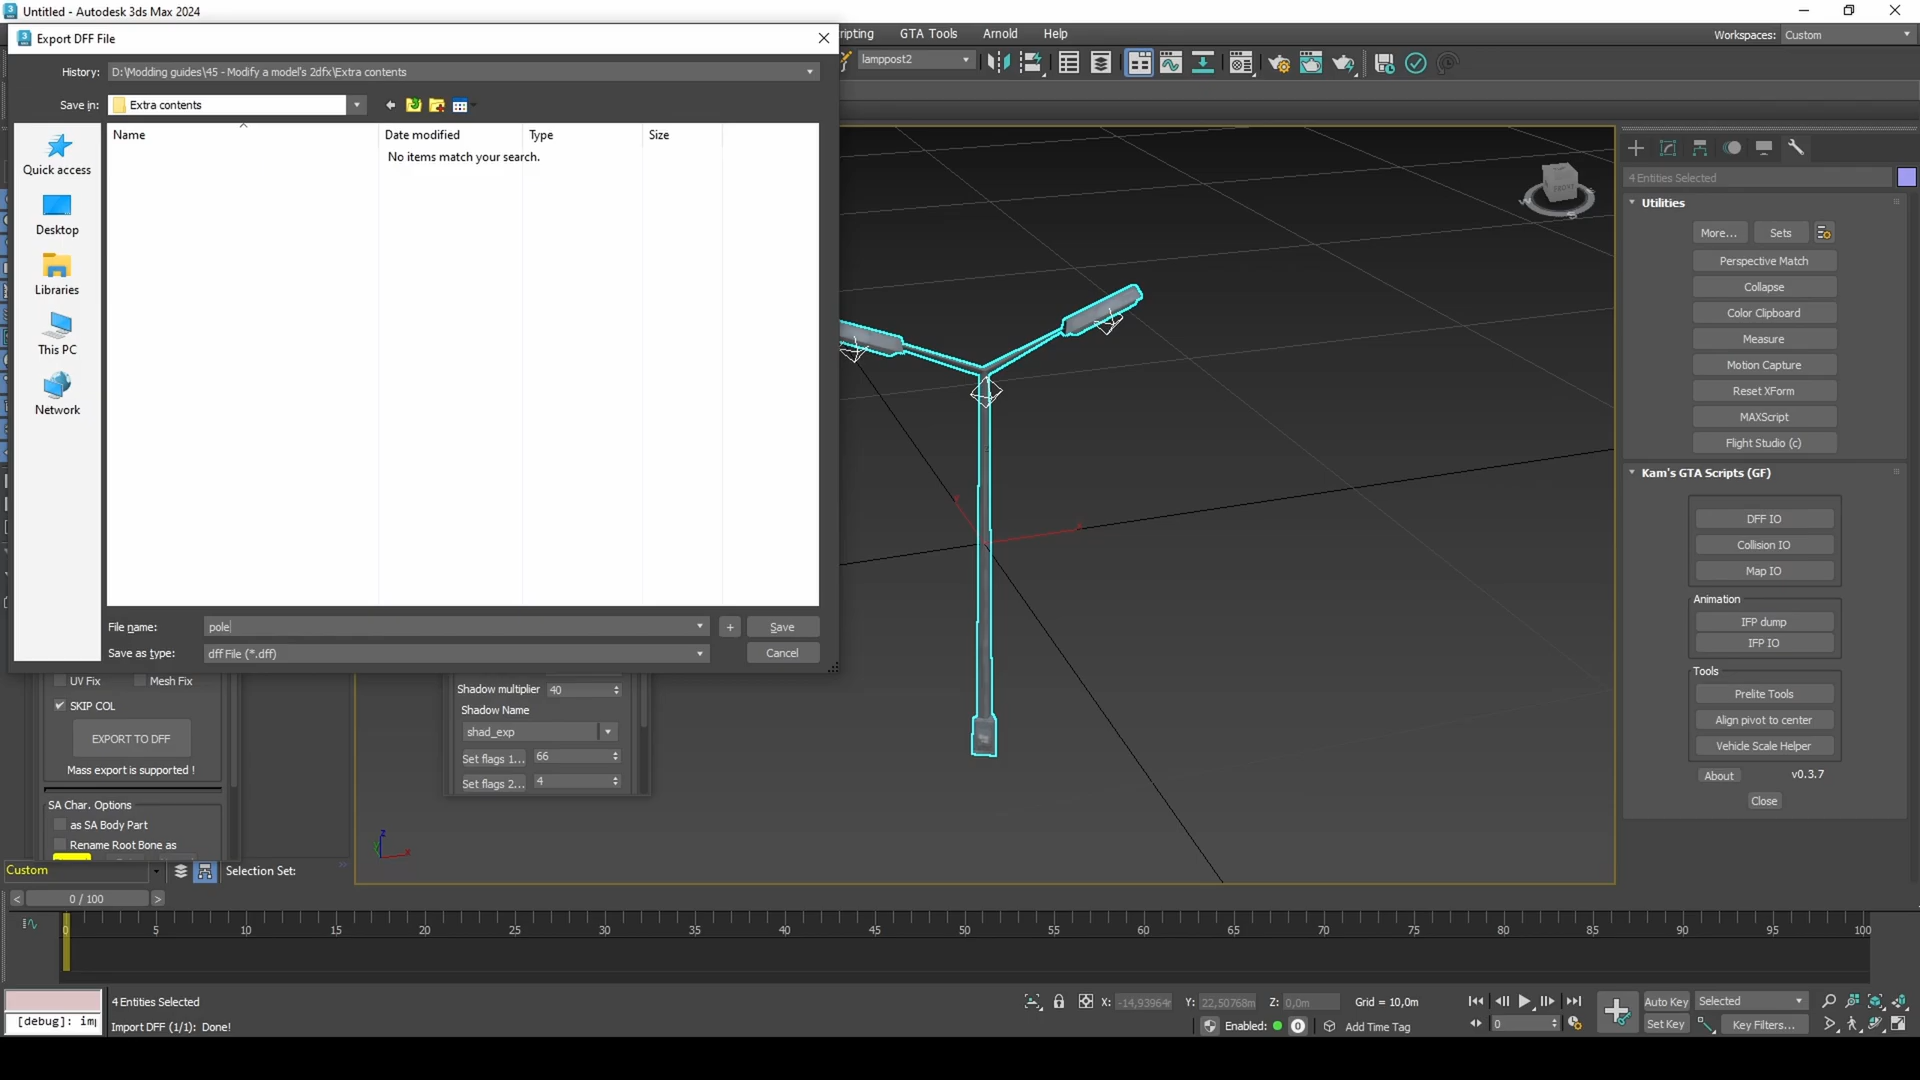 Untitled - Autodesk 3ds Max 2024
Export DFF File
ripting GTA Tools Arnold Help
Workspaces: Custom
History: D:\Modding guides\45 - Modify a model's 2dfx\Extra contents
lamppost2
Save in: Extra contents
Name Date modified Type Size
No items match your search.
Quick access
Desktop
Libraries
This PC
Network
File name: pole
+
Save
Save as type: dff File (*.dff)
Cancel
4 Entities Selected
Utilities
More... Sets
Perspective Match
Collapse
Color Clipboard
Measure
Motion Capture
Reset XForm
MAXScript
Flight Studio (c)
Kam's GTA Scripts (GF)
DFF IO
Collision IO
Map IO
Animation
IFP dump
IFP IO
Tools
Prelite Tools
Align pivot to center
Vehicle Scale Helper
About v0.3.7
Close
FRONT
UV Fix Mesh Fix
SKIP COL
EXPORT TO DFF
Mass export is supported !
SA Char. Options
as SA Body Part
Rename Root Bone as
Shadow multiplier 40
Shadow Name
shad_exp
Set flags 1... 66
Set flags 2... 4
z
x
Custom
Selection Set:
< 0 / 100 >
0 5 10 15 20 25 30 35 40 45 50 55 60 65 70 75 80 85 90 95 100
4 Entities Selected
[debug]: im
Import DFF (1/1): Done!
X: -14,93964m Y: 22,50768m Z: 0,0m Grid = 10,0m
Enabled: 0 Add Time Tag
0
Auto Key Selected
Set Key Key Filters...